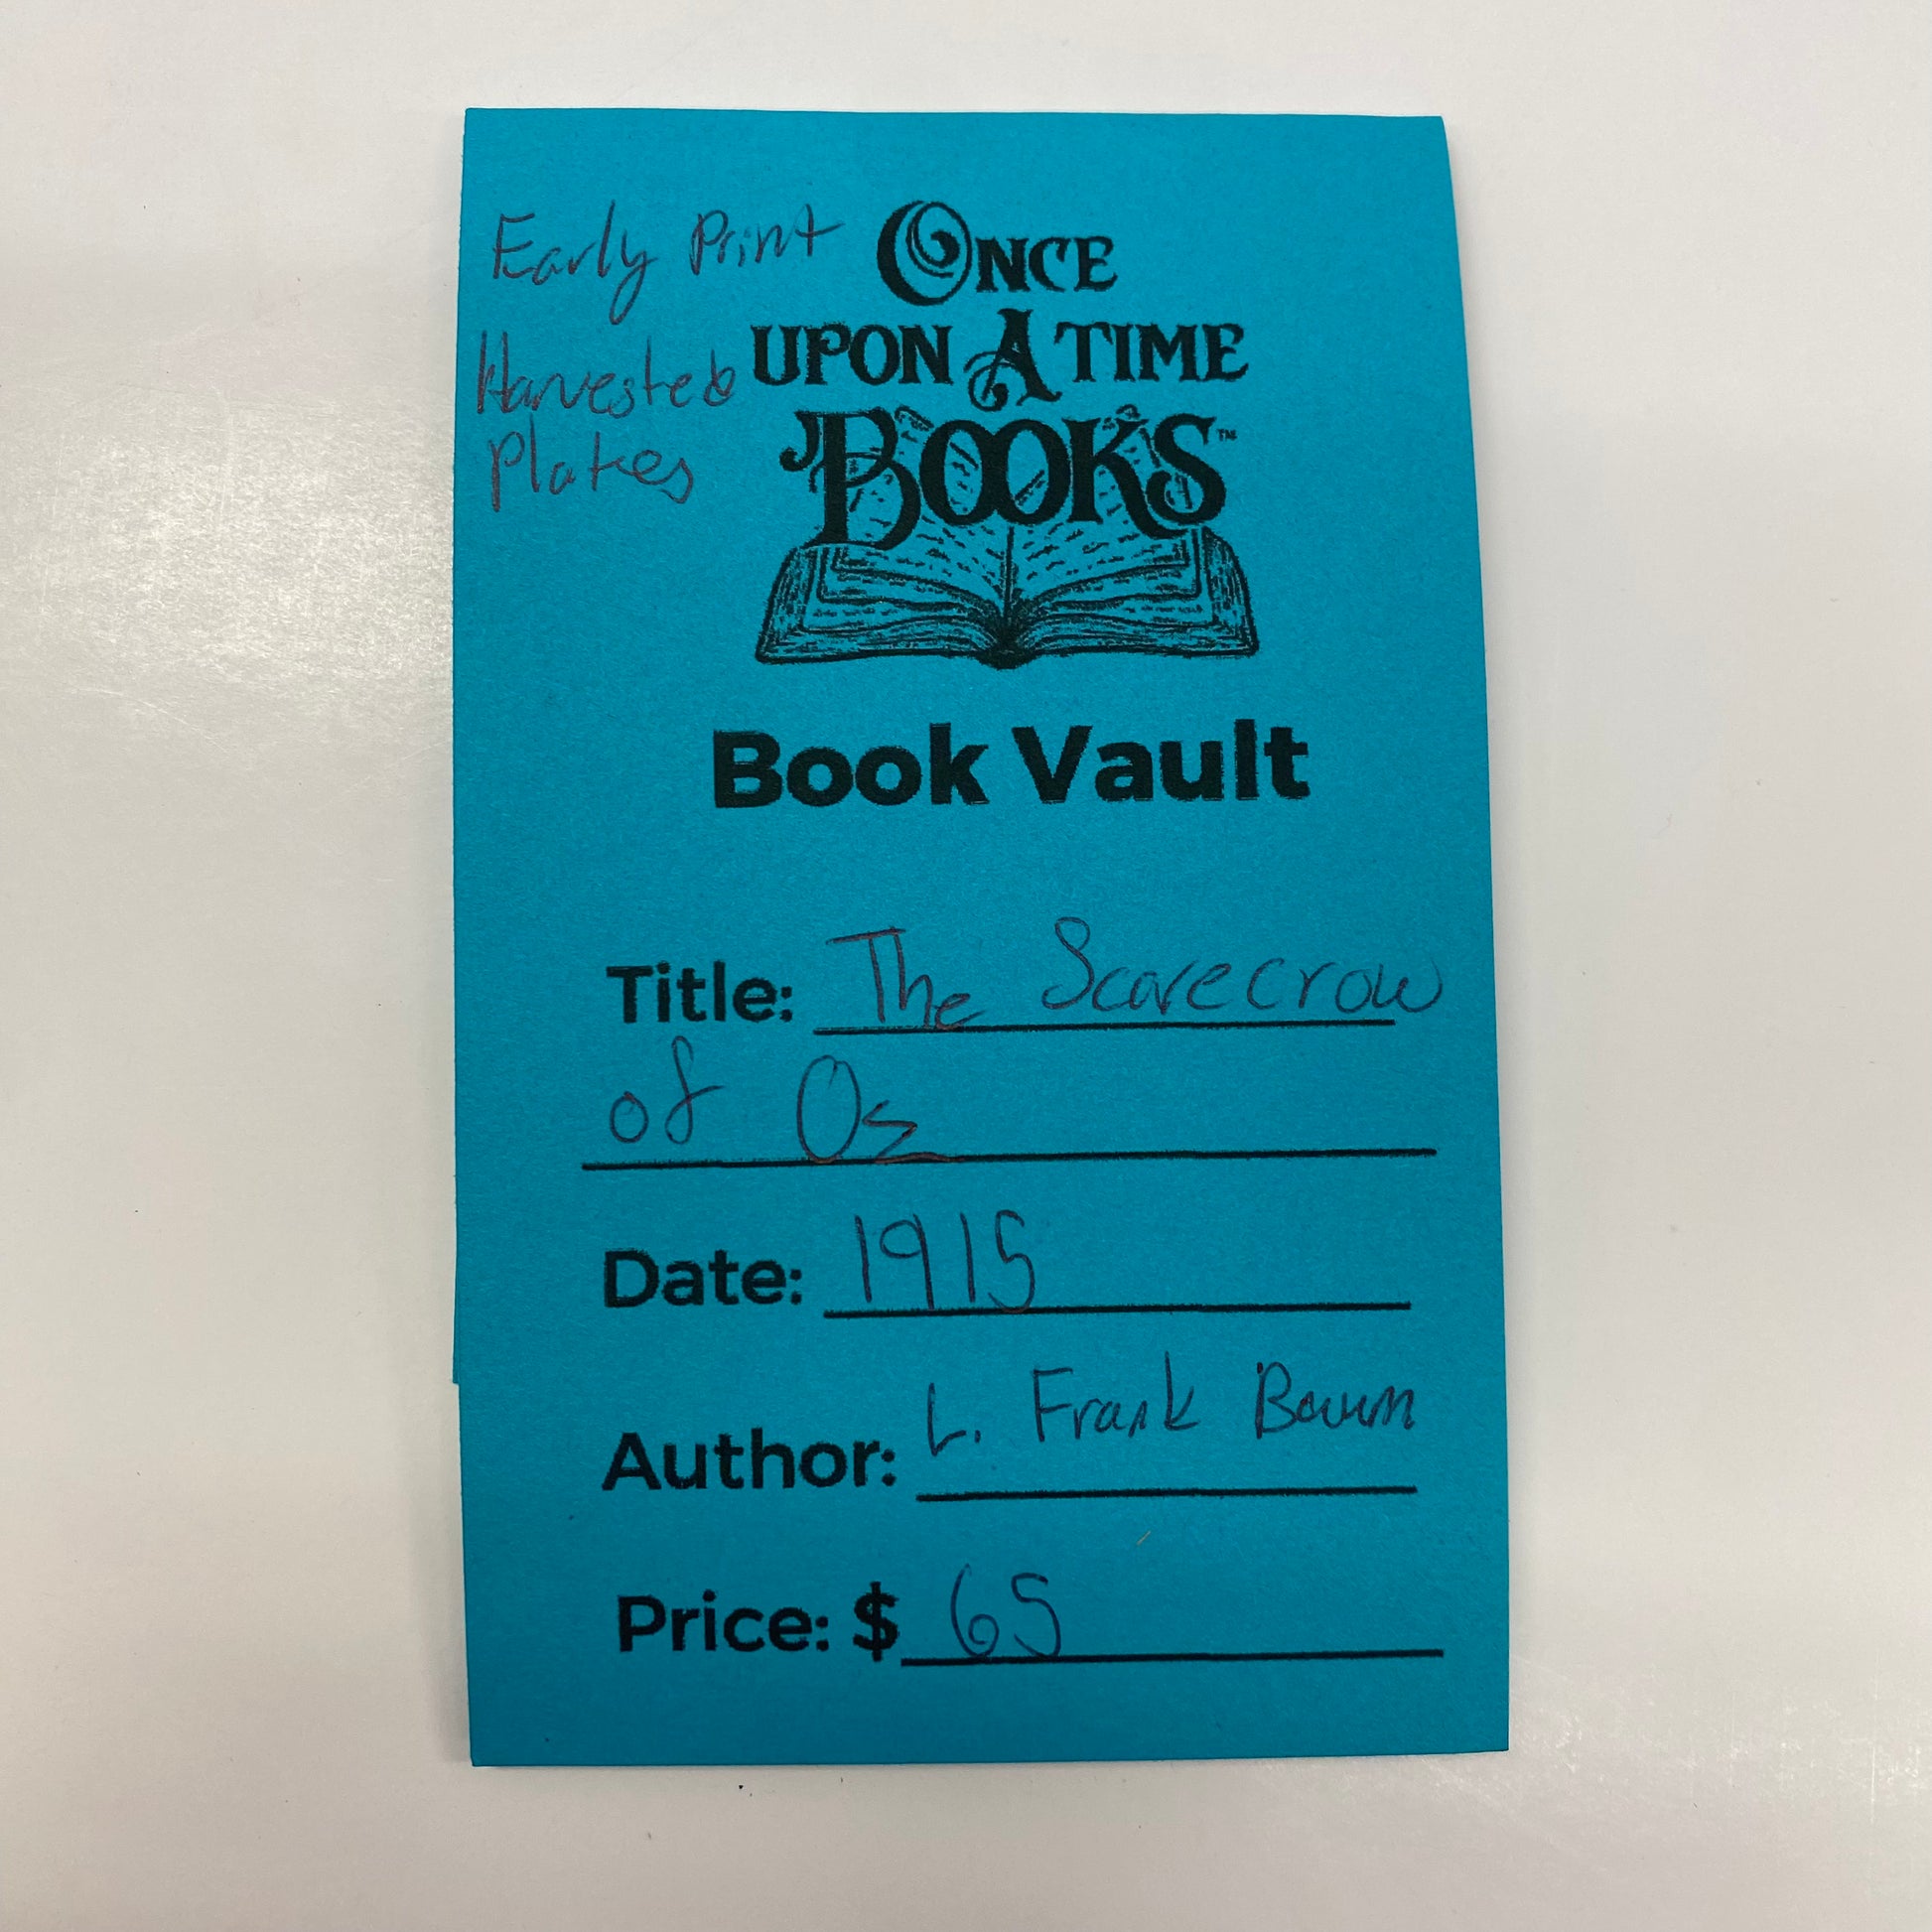 Early Print
Harvested
Plates
ONCE
UPON A TIME
BOOKS™
Book Vault
Title: The Scarecrow
of Oz
Date: 1915
Author: L. Frank Baum
Price: $ 65